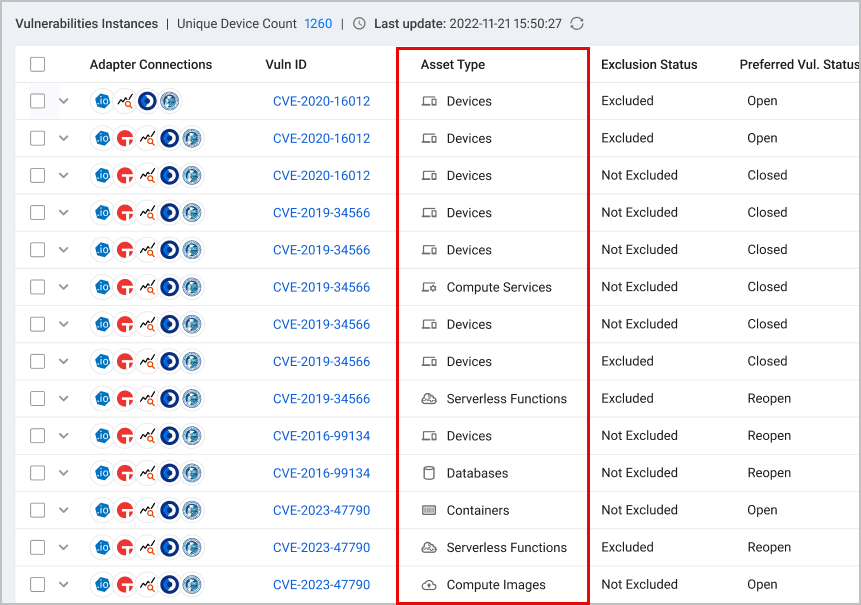 Vulnerabilities Instances | Unique Device Count 1260 | Last update: 2022-11-21 15:50:27
Adapter Connections Vuln ID Asset Type Exclusion Status Preferred Vul. Status
.io CVE-2020-16012 Devices Excluded Open
.io CVE-2020-16012 Devices Excluded Open
.io CVE-2020-16012 Devices Not Excluded Closed
.io CVE-2019-34566 Devices Not Excluded Closed
.io CVE-2019-34566 Devices Not Excluded Closed
.io CVE-2019-34566 Compute Services Not Excluded Closed
.io CVE-2019-34566 Devices Not Excluded Closed
.io CVE-2019-34566 Devices Excluded Closed
.io CVE-2019-34566 Serverless Functions Excluded Reopen
.io CVE-2016-99134 Devices Not Excluded Reopen
.io CVE-2016-99134 Databases Not Excluded Reopen
.io CVE-2023-47790 Containers Not Excluded Open
.io CVE-2023-47790 Serverless Functions Excluded Reopen
.io CVE-2023-47790 Compute Images Not Excluded Open